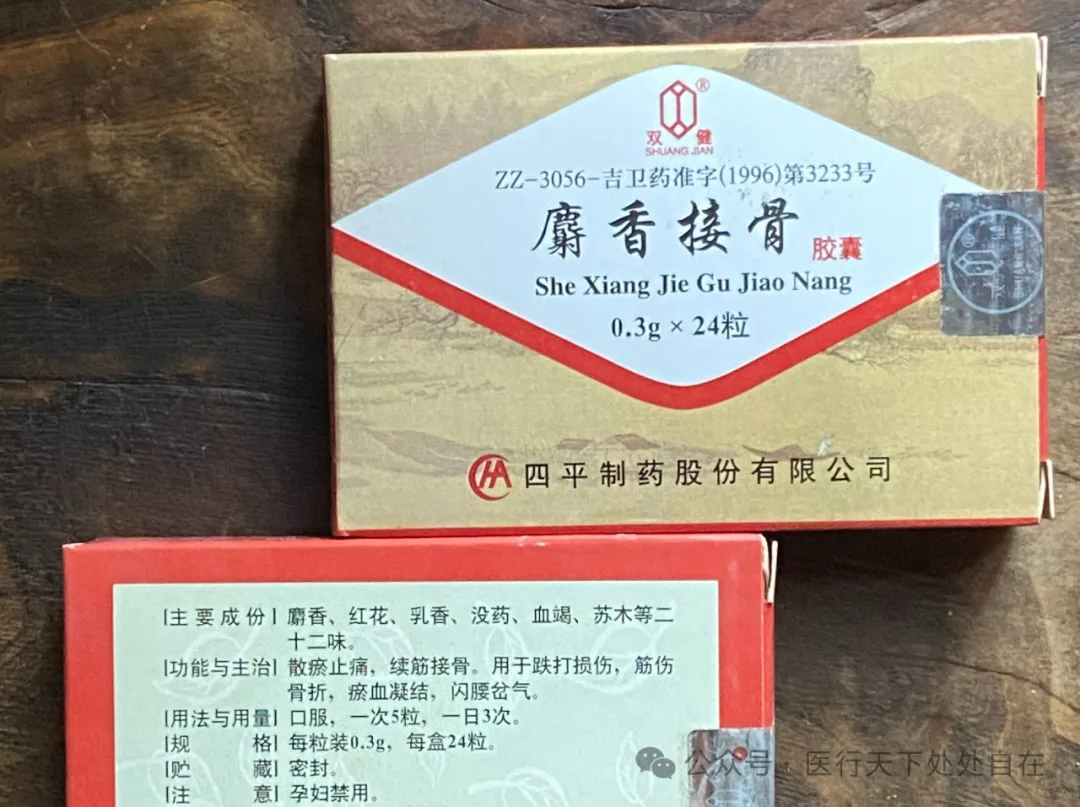 双健®
SHUANG JIAN
ZZ-3056-吉卫药准字(1996)第3233号
麝香接骨胶囊
She Xiang Jie Gu Jiao Nang
0.3g × 24粒
四平制药股份有限公司
[主要成份] 麝香、红花、乳香、没药、血竭、苏木等二
十二味。
[功能与主治] 散瘀止痛，续筋接骨。用于跌打损伤，筋伤
骨折，瘀血凝结，闪腰岔气。
[用法与用量] 口服，一次5粒，一日3次。
[规格] 每粒装0.3g，每盒24粒。
[贮藏] 密封。
[注意] 孕妇禁用。
公众号·医行天下处处自在